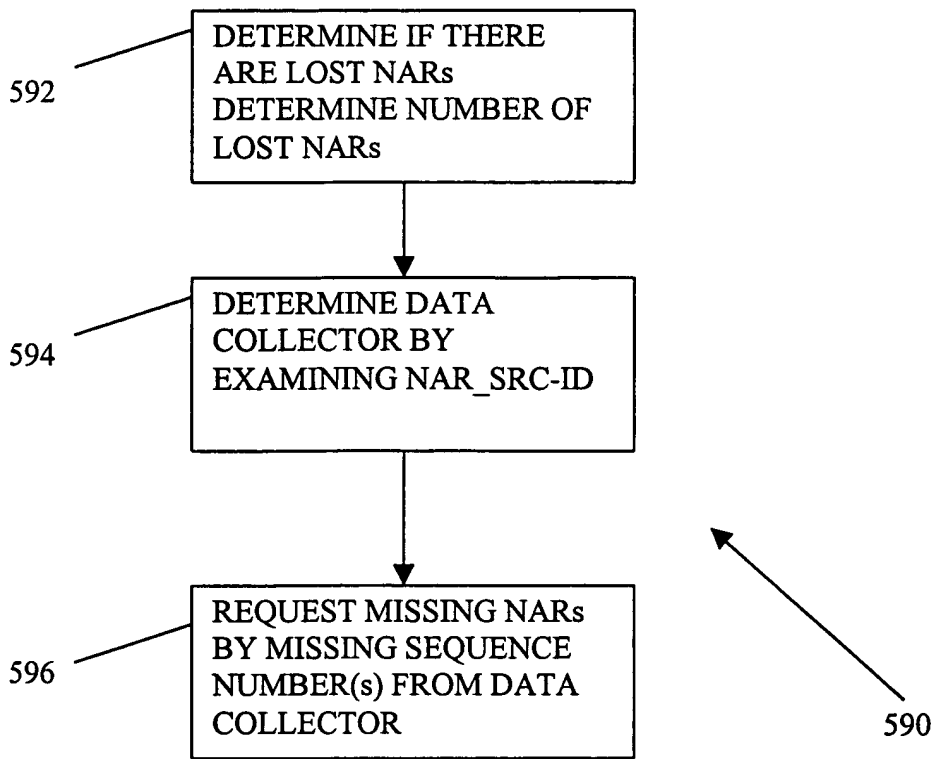 592
DETERMINE IF THERE
ARE LOST NARs
DETERMINE NUMBER OF
LOST NARs
594
DETERMINE DATA
COLLECTOR BY
EXAMINING NAR_SRC-ID
596
REQUEST MISSING NARs
BY MISSING SEQUENCE
NUMBER(s) FROM DATA
COLLECTOR
590